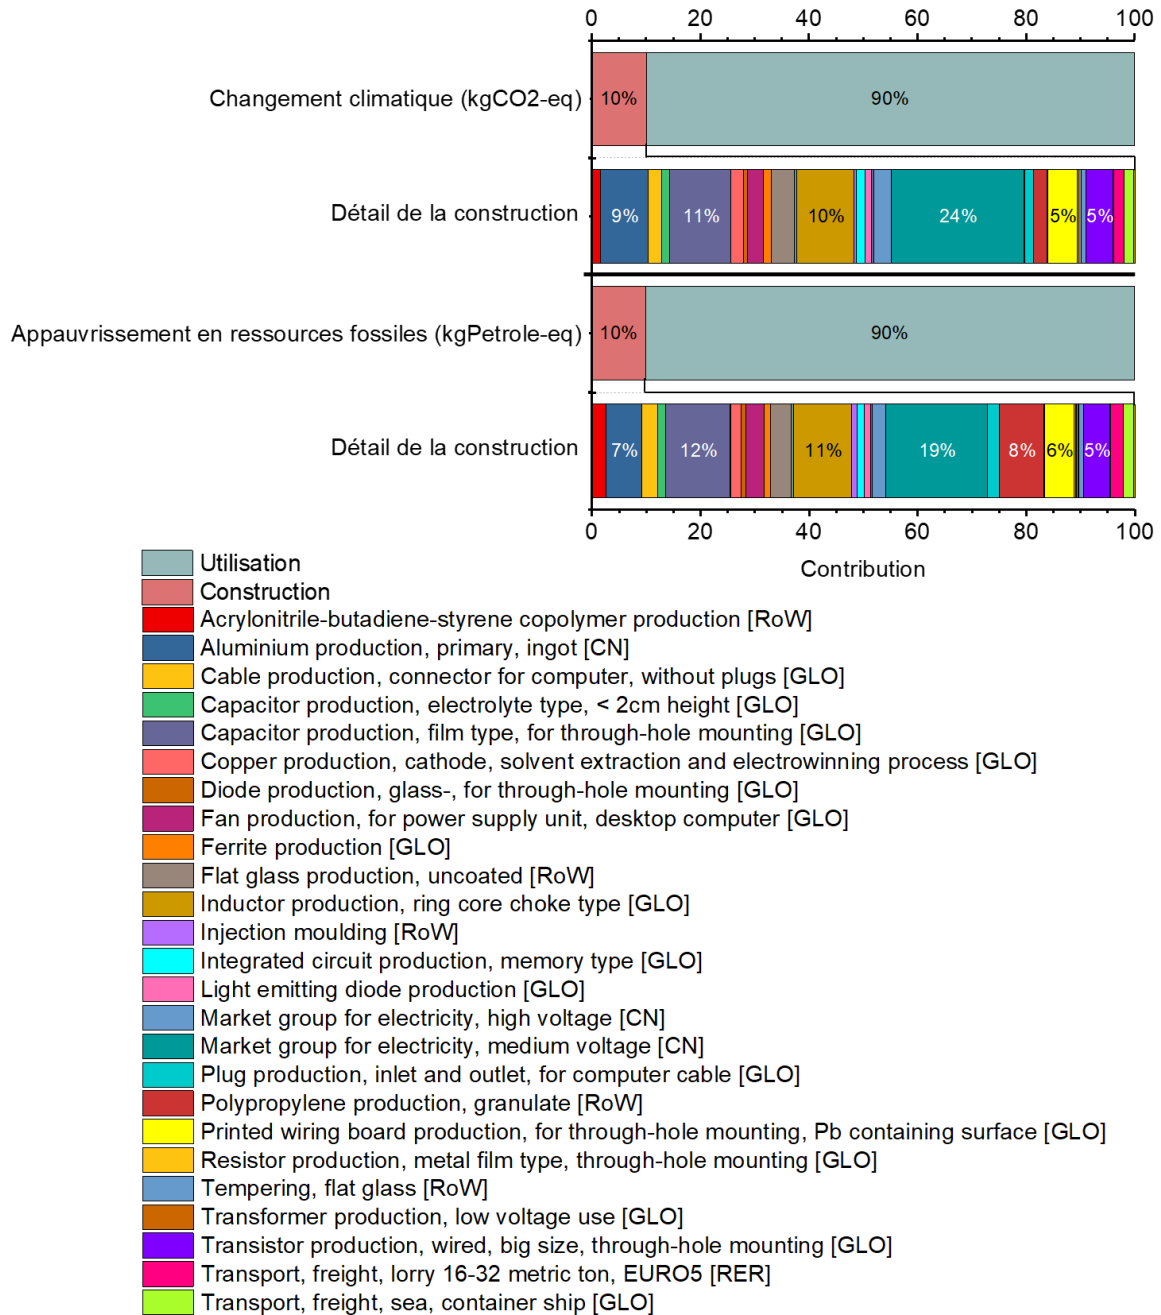 0 20 40 60 80 100
Changement climatique (kgCO2-eq) 10% 90%
Détail de la construction 9% 11% 10% 24% 5% 5%
Appauvrissement en ressources fossiles (kgPetrole-eq) 10% 90%
Détail de la construction 7% 12% 11% 19% 8% 6% 5%
0 20 40 60 80 100
Contribution
Utilisation
Construction
Acrylonitrile-butadiene-styrene copolymer production [RoW]
Aluminium production, primary, ingot [CN]
Cable production, connector for computer, without plugs [GLO]
Capacitor production, electrolyte type, < 2cm height [GLO]
Capacitor production, film type, for through-hole mounting [GLO]
Copper production, cathode, solvent extraction and electrowinning process [GLO]
Diode production, glass-, for through-hole mounting [GLO]
Fan production, for power supply unit, desktop computer [GLO]
Ferrite production [GLO]
Flat glass production, uncoated [RoW]
Inductor production, ring core choke type [GLO]
Injection moulding [RoW]
Integrated circuit production, memory type [GLO]
Light emitting diode production [GLO]
Market group for electricity, high voltage [CN]
Market group for electricity, medium voltage [CN]
Plug production, inlet and outlet, for computer cable [GLO]
Polypropylene production, granulate [RoW]
Printed wiring board production, for through-hole mounting, Pb containing surface [GLO]
Resistor production, metal film type, through-hole mounting [GLO]
Tempering, flat glass [RoW]
Transformer production, low voltage use [GLO]
Transistor production, wired, big size, through-hole mounting [GLO]
Transport, freight, lorry 16-32 metric ton, EURO5 [RER]
Transport, freight, sea, container ship [GLO]